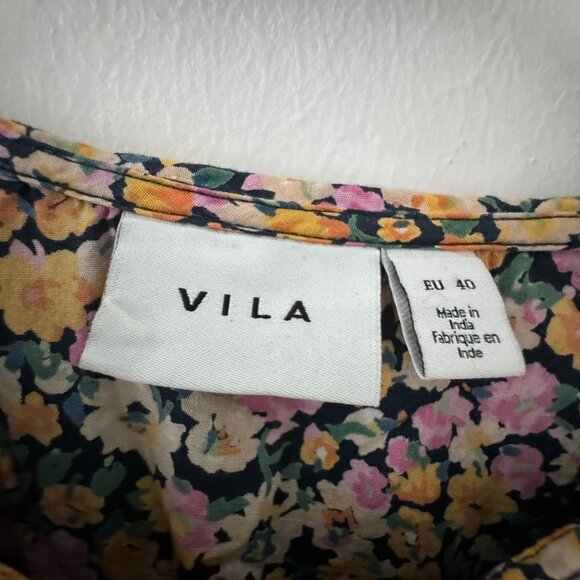 VILA
EU 40
Made in
India
Fabrique en
Inde